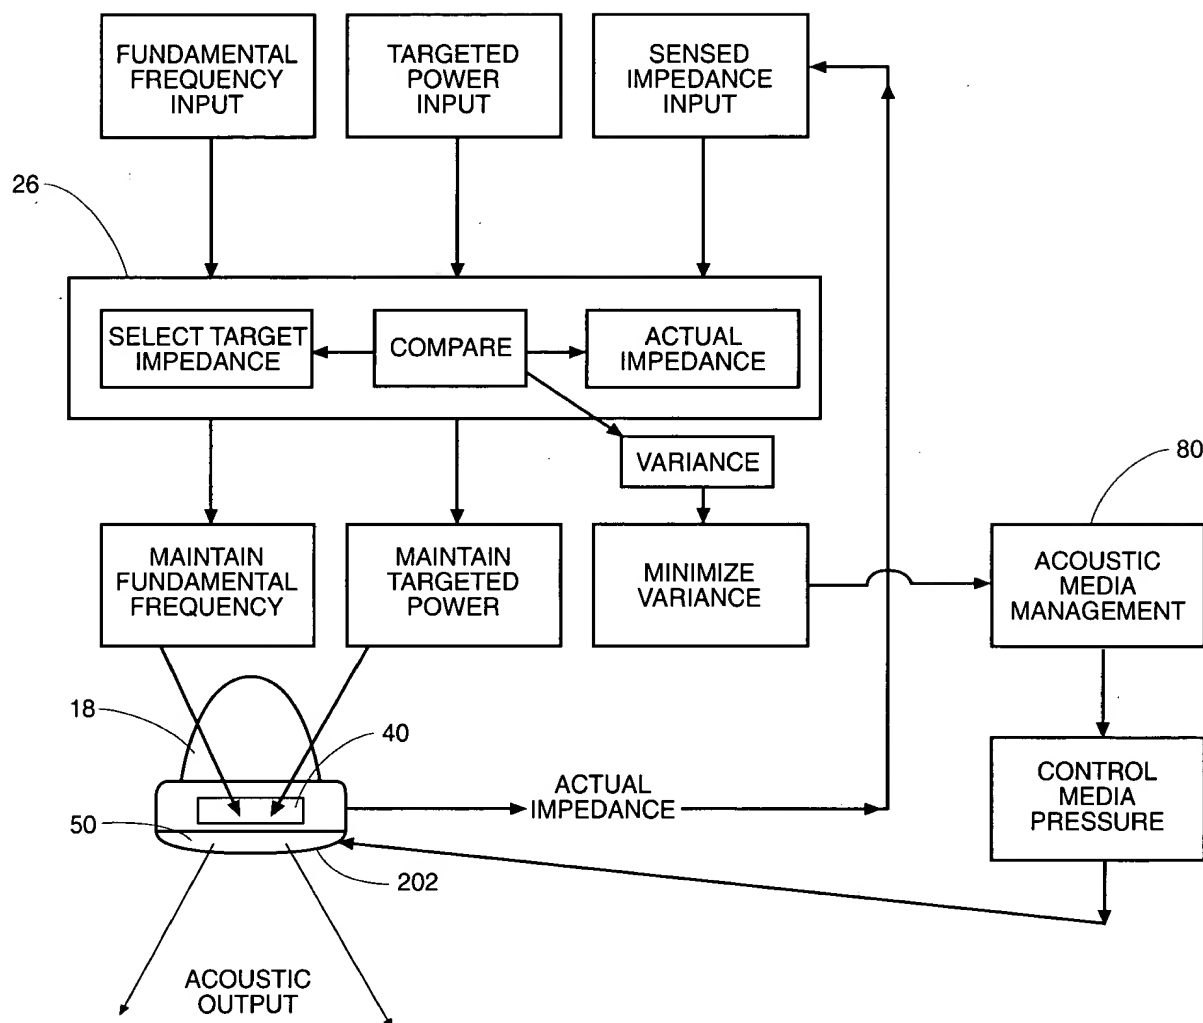 FUNDAMENTAL
FREQUENCY
INPUT
TARGETED
POWER
INPUT
SENSED
IMPEDANCE
INPUT
26
SELECT TARGET
IMPEDANCE
COMPARE
ACTUAL
IMPEDANCE
VARIANCE
80
MAINTAIN
FUNDAMENTAL
FREQUENCY
MAINTAIN
TARGETED
POWER
MINIMIZE
VARIANCE
ACOUSTIC
MEDIA
MANAGEMENT
18
40
ACTUAL
IMPEDANCE
CONTROL
MEDIA
PRESSURE
50
202
ACOUSTIC
OUTPUT